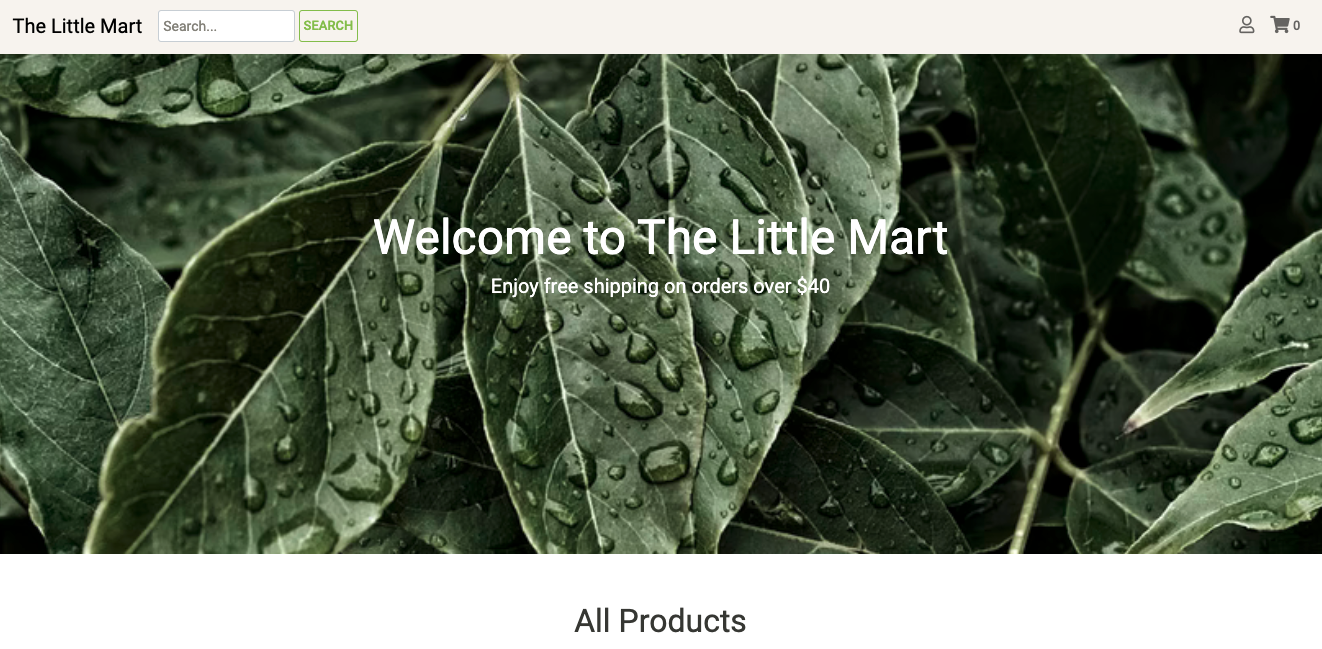 The Little Mart
Search...
SEARCH
0
Welcome to The Little Mart
Enjoy free shipping on orders over $40
All Products